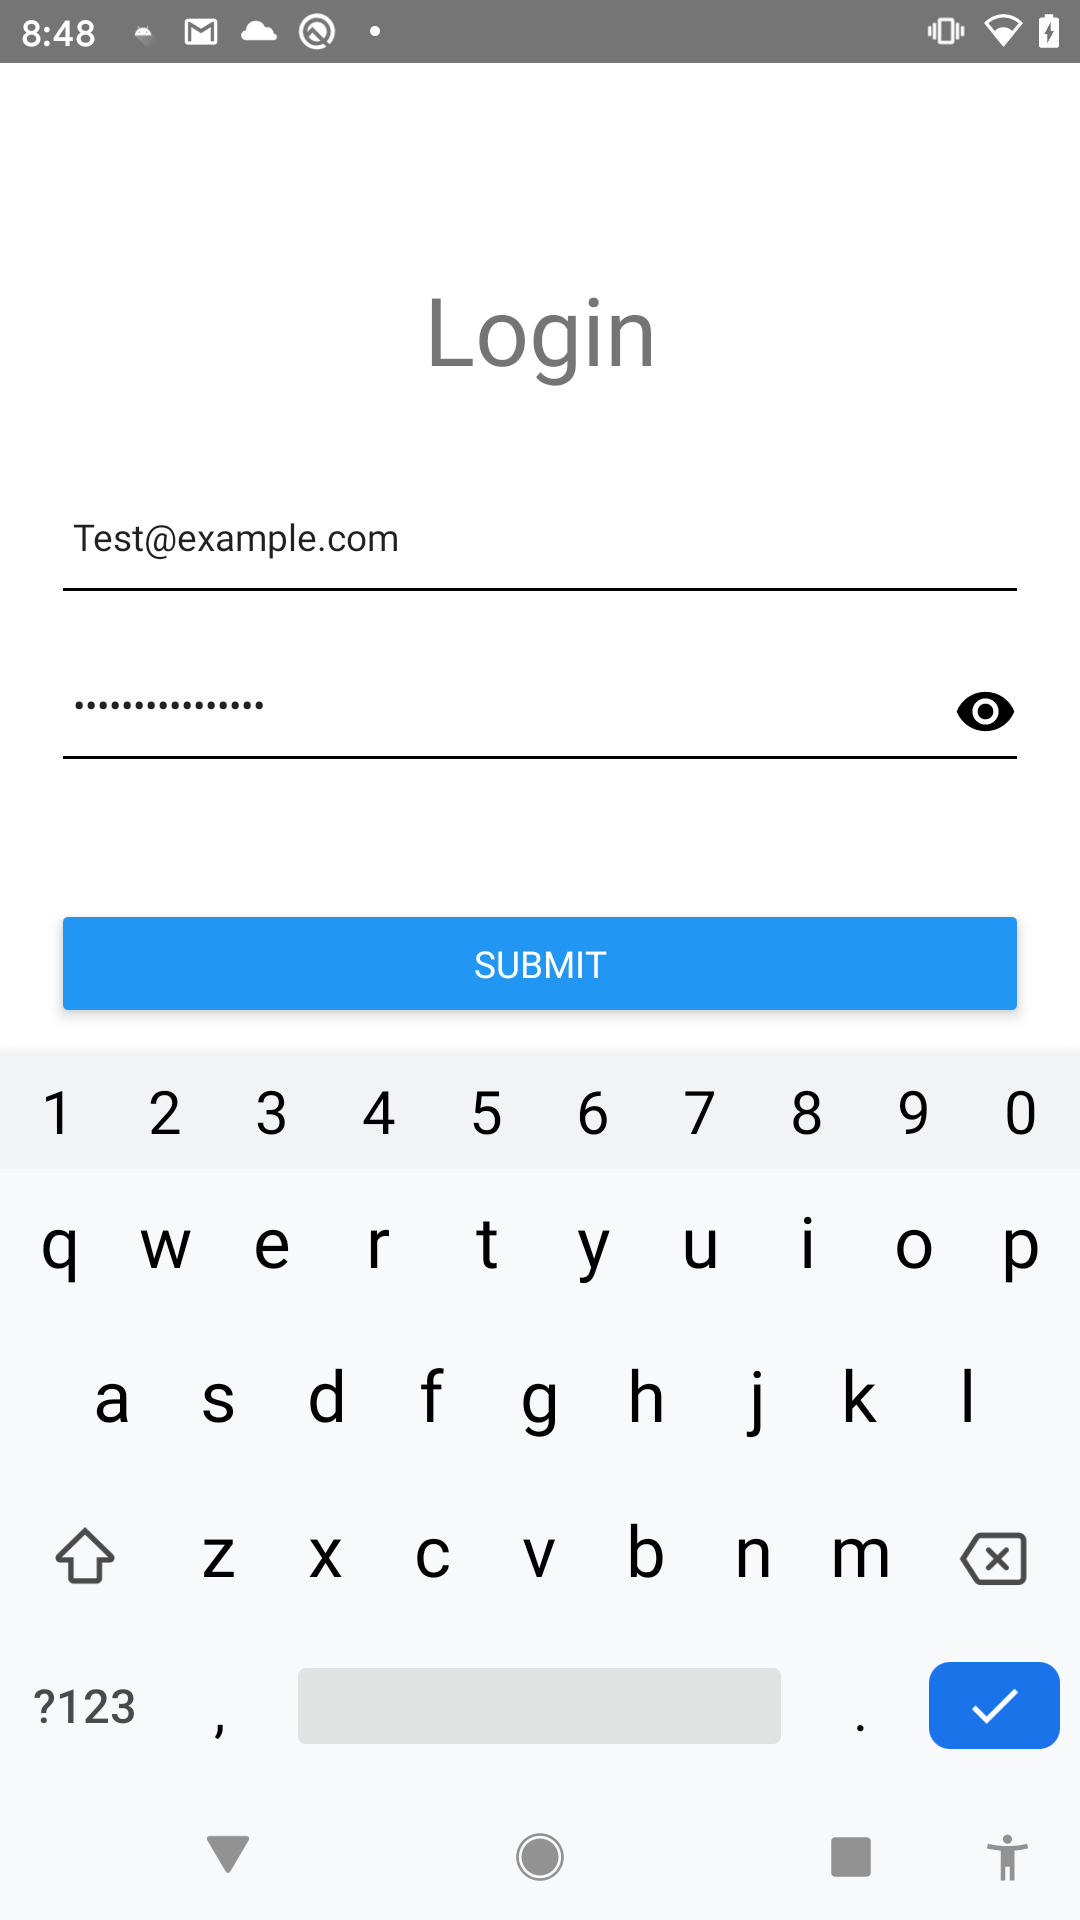 8:48
Login
Test@example.com
••••••••••••••••
SUBMIT
1 2 3 4 5 6 7 8 9 0
q w e r t y u i o p
a s d f g h j k l
z x c v b n m
?123 , .